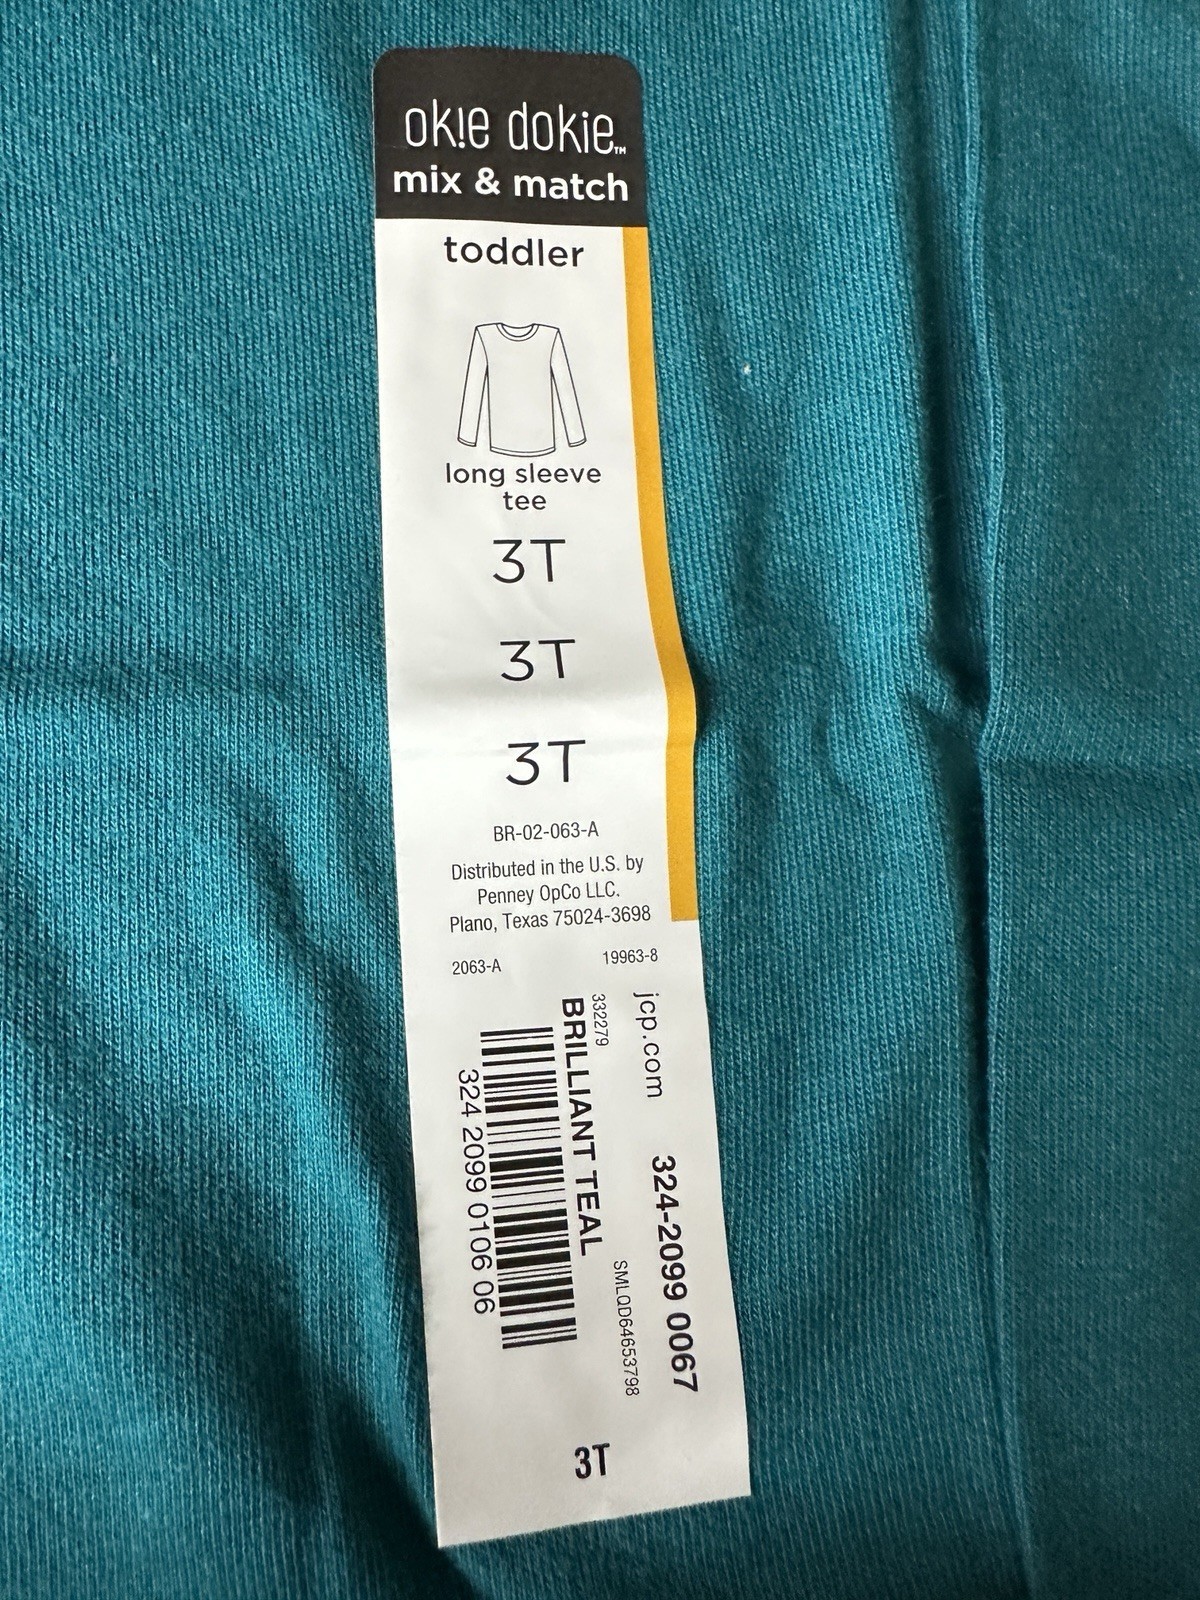 ok!e dokie™
mix & match
toddler
long sleeve
tee
3T
3T
3T
BR-02-063-A
Distributed in the U.S. by
Penney OpCo LLC.
Plano, Texas 75024-3698
2063-A 19963-8
jcp.com 324-2099 0067
332279 SMLQD64653798
BRILLIANT TEAL
324 2099 0106 06
3T